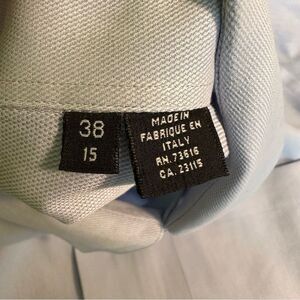 38
15
MADE IN
FABRIQUE EN
ITALY
RN. 73616
CA. 23115